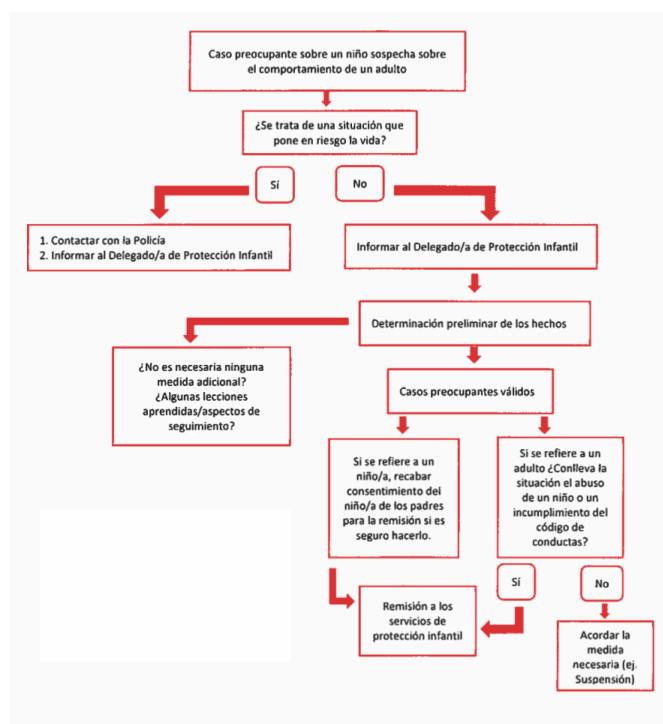 Caso preocupante sobre un niño sospecha sobre
el comportamiento de un adulto
¿Se trata de una situación que
pone en riesgo la vida?
Sí
No
1. Contactar con la Policía
2. Informar al Delegado/a de Protección Infantil
Informar al Delegado/a de Protección Infantil
Determinación preliminar de los hechos
¿No es necesaria ninguna
medida adicional?
¿Algunas lecciones
aprendidas/aspectos de
seguimiento?
Casos preocupantes válidos
Si se refiere a un
niño/a, recabar
consentimiento del
niño/a de los padres
para la remisión si es
seguro hacerlo.
Si se refiere a un
adulto ¿Conlleva la
situación el abuso
de un niño o un
incumplimiento del
código de
conductas?
Sí
No
Remisión a los
servicios de
protección infantil
Acordar la
medida
necesaria (ej.
Suspensión)